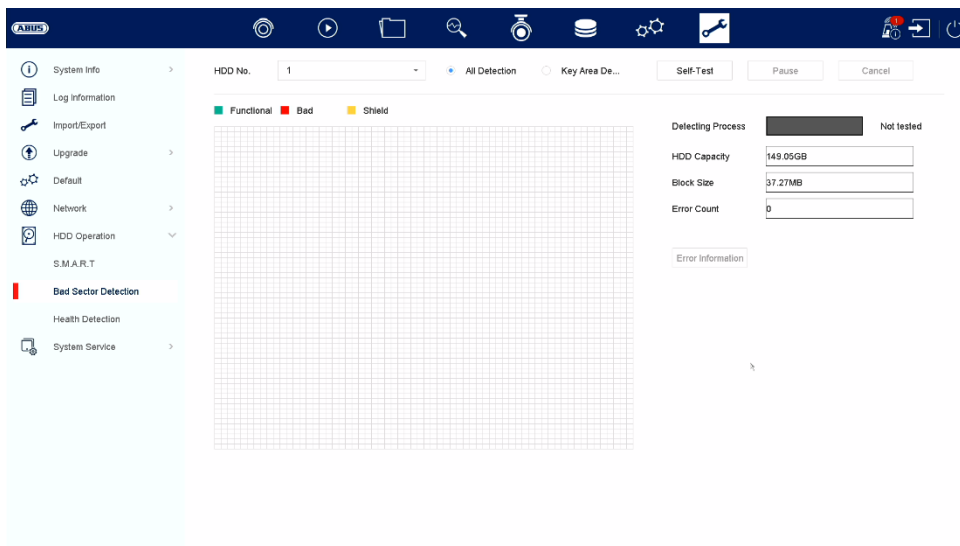 ABUS
1
System Info
Log Information
Import/Export
Upgrade
Default
Network
HDD Operation
S.M.A.R.T
Bad Sector Detection
Health Detection
System Service
HDD No. 1 All Detection Key Area De... Self-Test Pause Cancel
Functional Bad Shield
Detecting Process Not tested
HDD Capacity 149.05GB
Block Size 37.27MB
Error Count 0
Error Information